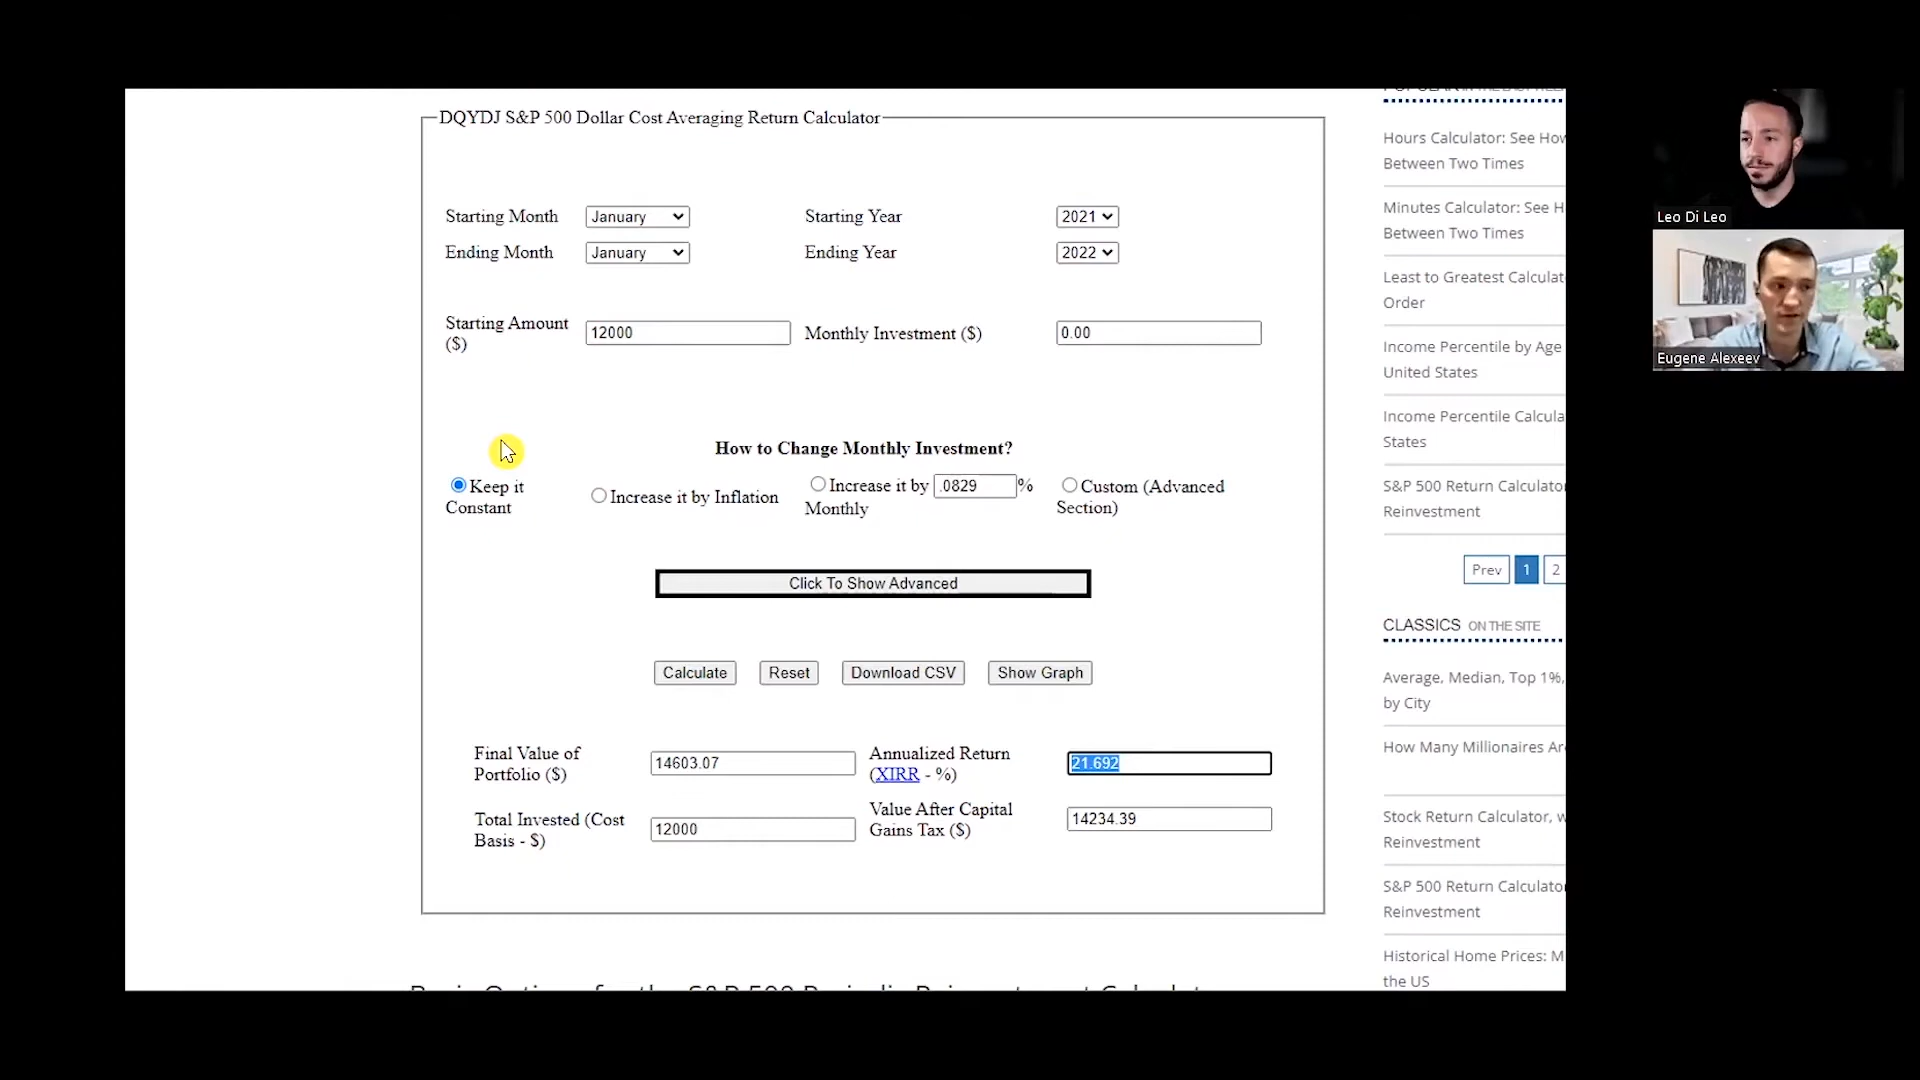 DQYDJ S&P 500 Dollar Cost Averaging Return Calculator
Starting Month
January
Starting Year
2021
Ending Month
January
Ending Year
2022
Starting Amount
($)
12000
Monthly Investment ($)
0.00
How to Change Monthly Investment?
Keep it
Constant
Increase it by Inflation
Increase it by .0829 %
Monthly
Custom (Advanced
Section)
Click To Show Advanced
Calculate
Reset
Download CSV
Show Graph
Final Value of
Portfolio ($)
14603.07
Annualized Return
(XIRR - %)
21.692
Total Invested (Cost
Basis - $)
12000
Value After Capital
Gains Tax ($)
14234.39
Hours Calculator: See How
Between Two Times
Minutes Calculator: See H
Between Two Times
Least to Greatest Calculat
Order
Income Percentile by Age
United States
Income Percentile Calcula
States
S&P 500 Return Calculator
Reinvestment
Prev
1
2
CLASSICS ON THE SITE
Average, Median, Top 1%,
by City
How Many Millionaires Ar
Stock Return Calculator, w
Reinvestment
S&P 500 Return Calculato
Reinvestment
Historical Home Prices: M
the US
Leo Di Leo
Eugene Alexeev